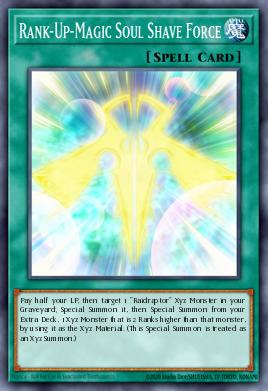 Rank-Up-Magic Soul Shave Force
魔
[Spell Card]
Pay half your LP, then target 1 "Raidraptor" Xyz Monster in your
Graveyard; Special Summon it, then Special Summon from your
Extra Deck, 1 Xyz Monster that is 2 Ranks higher than that monster,
by using it as the Xyz Material. (This Special Summon is treated as
an Xyz Summon.)